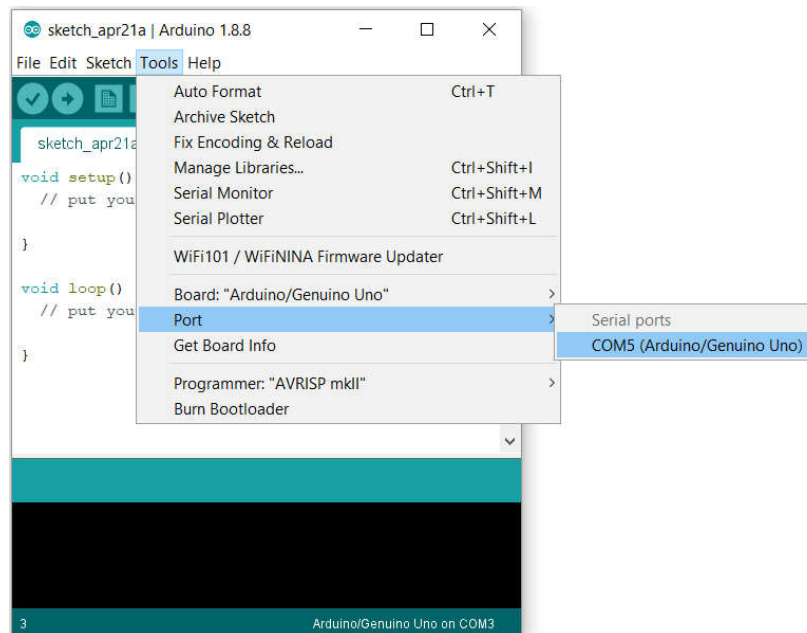 sketch_apr21a | Arduino 1.8.8
File Edit Sketch Tools Help
sketch_apr21a
void setup()
// put you
}
void loop()
// put you
}
Auto Format Ctrl+T
Archive Sketch
Fix Encoding & Reload
Manage Libraries... Ctrl+Shift+I
Serial Monitor Ctrl+Shift+M
Serial Plotter Ctrl+Shift+L
WiFi101 / WiFiNINA Firmware Updater
Board: "Arduino/Genuino Uno"
Port
Get Board Info
Programmer: "AVRISP mkII"
Burn Bootloader
Serial ports
COM5 (Arduino/Genuino Uno)
3 Arduino/Genuino Uno on COM3